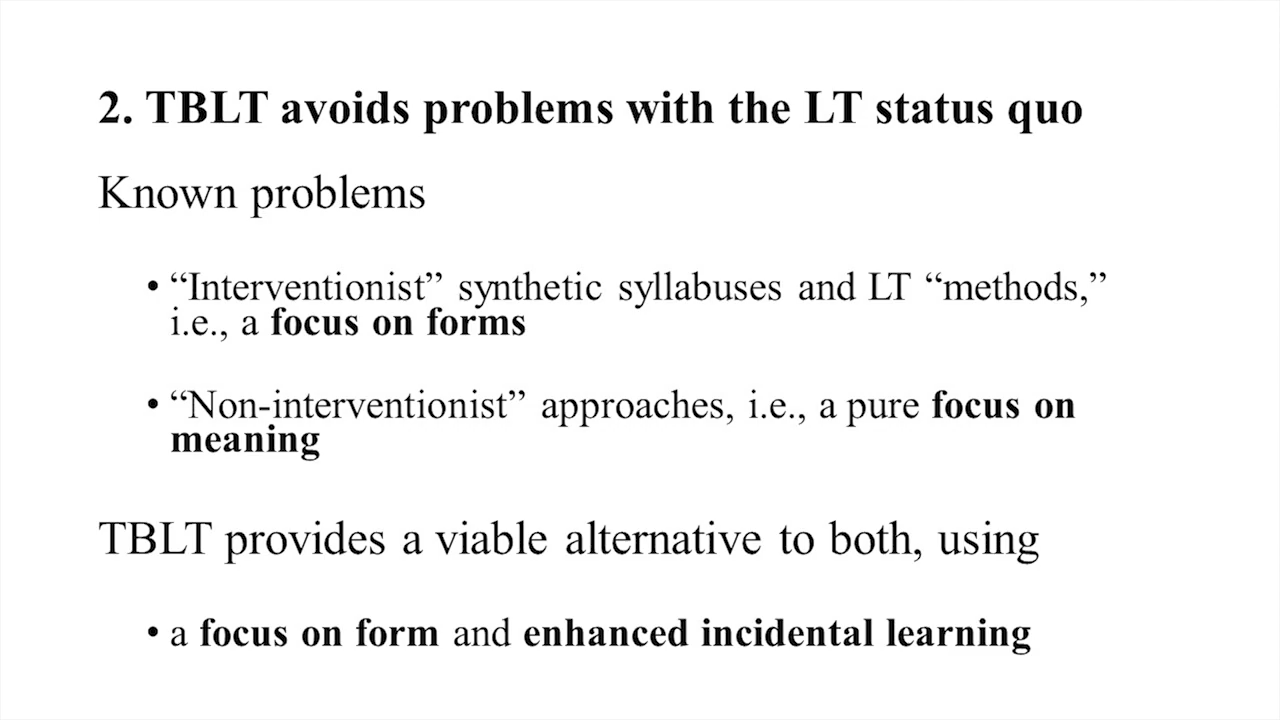 2. TBLT avoids problems with the LT status quo
Known problems
• “Interventionist” synthetic syllabuses and LT “methods,”
i.e., a focus on forms
• “Non-interventionist” approaches, i.e., a pure focus on
meaning
TBLT provides a viable alternative to both, using
• a focus on form and enhanced incidental learning